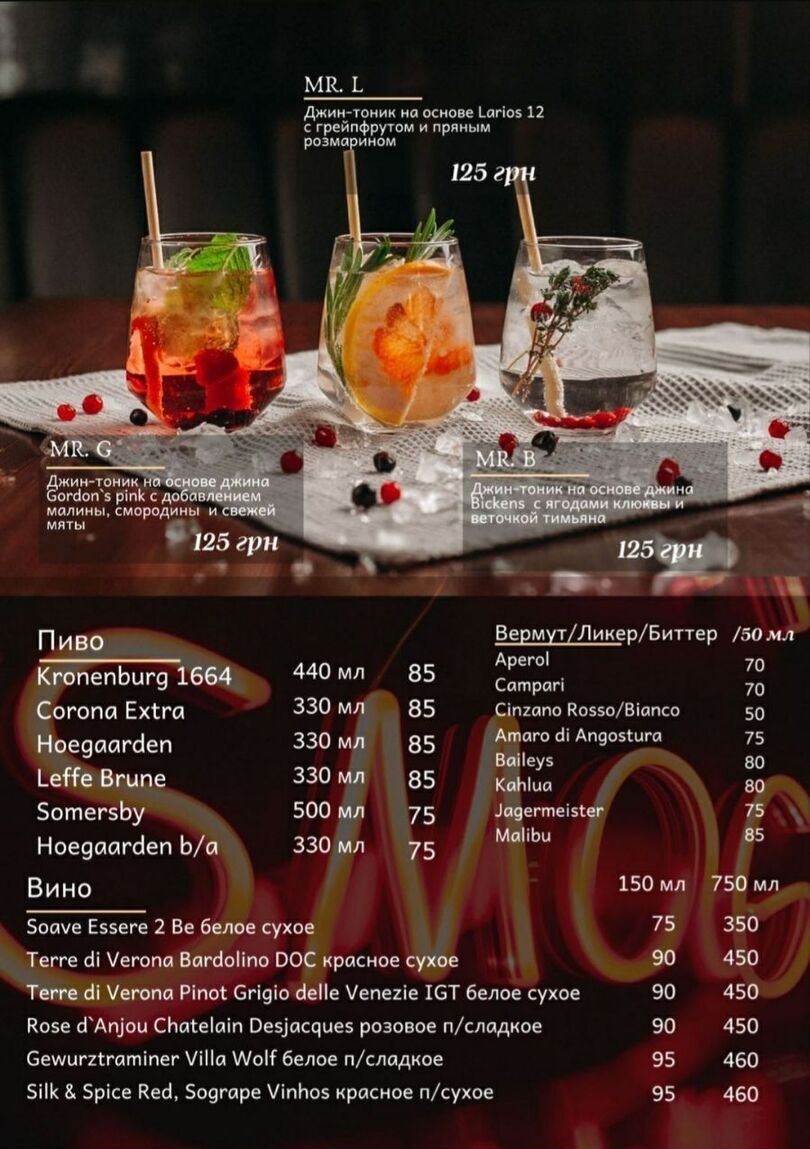 MR. L
Джин-тоник на основе Larios 12
с грейпфрутом и пряным
розмарином
125 грн
MR. G
Джин-тоник на основе джина
Gordon`s pink с добавлением
малины, смородины и свежей
мяты
125 грн
MR. B
Джин-тоник на основе джина
Bickens с ягодами клюквы и
веточкой тимьяна
125 грн
Пиво
Kronenburg 1664 440 мл 85
Corona Extra 330 мл 85
Hoegaarden 330 мл 85
Leffe Brune 330 мл 85
Somersby 500 мл 75
Hoegaarden b/a 330 мл 75
Вермут/Ликер/Биттер /50 мл
Aperol 70
Campari 70
Cinzano Rosso/Bianco 50
Amaro di Angostura 75
Baileys 80
Kahlua 80
Jagermeister 75
Malibu 85
Вино 150 мл 750 мл
Soave Essere 2 Be белое сухое 75 350
Terre di Verona Bardolino DOC красное сухое 90 450
Terre di Verona Pinot Grigio delle Venezie IGT белое сухое 90 450
Rose d`Anjou Chatelain Desjacques розовое п/сладкое 90 450
Gewurztraminer Villa Wolf белое п/сладкое 95 460
Silk & Spice Red, Sogrape Vinhos красное п/сухое 95 460
SMOG